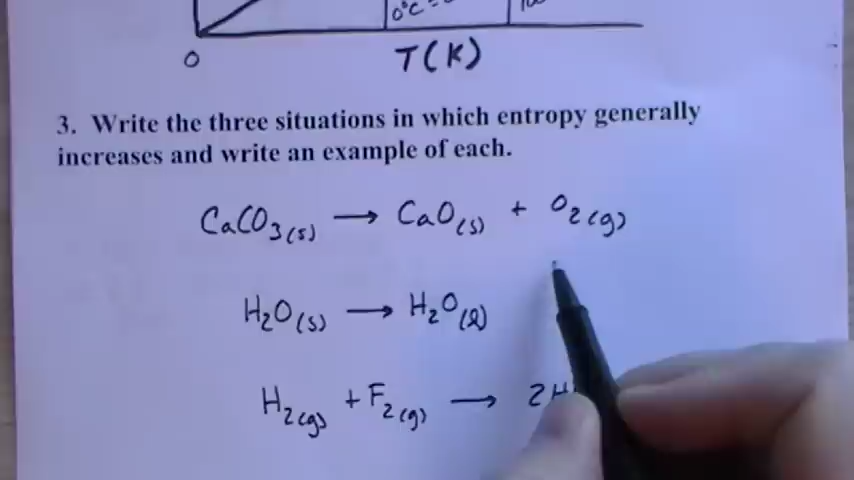 0°C
0
T(K)
3. Write the three situations in which entropy generally
increases and write an example of each.
CaCO3(s) → CaO(s) + O2(g)
H2O(s) → H2O(l)
H2(g) + F2(g) → 2H